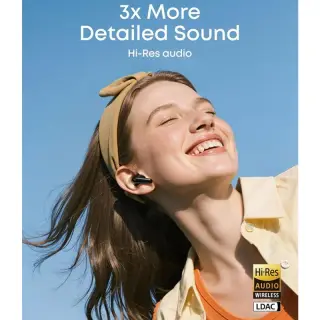 3x More
Detailed Sound
Hi-Res audio
Hi-Res
AUDIO
WIRELESS
LDAC